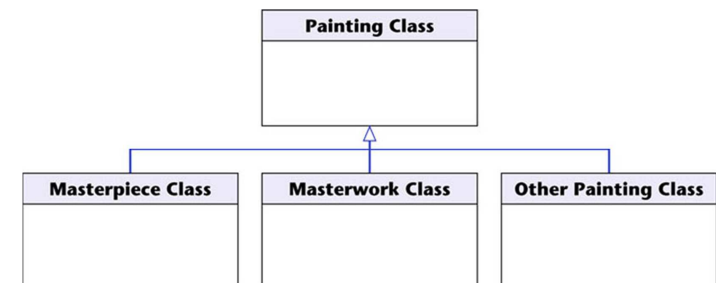 Painting Class
Masterpiece Class
Masterwork Class
Other Painting Class